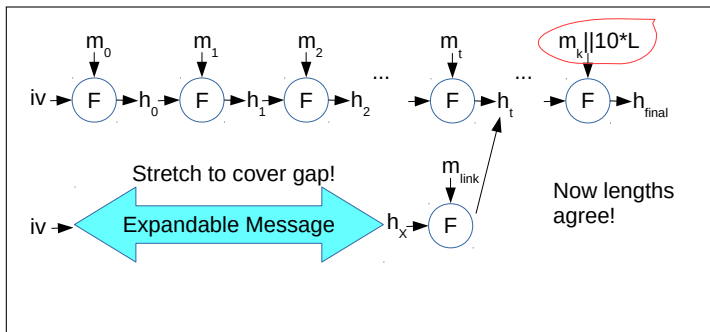 m0 m1 m2 ... mt ... mk||10*L
iv F h0 F h1 F h2 F ht F hfinal
Stretch to cover gap! mlink
Now lengths
agree!
iv Expandable Message hX F